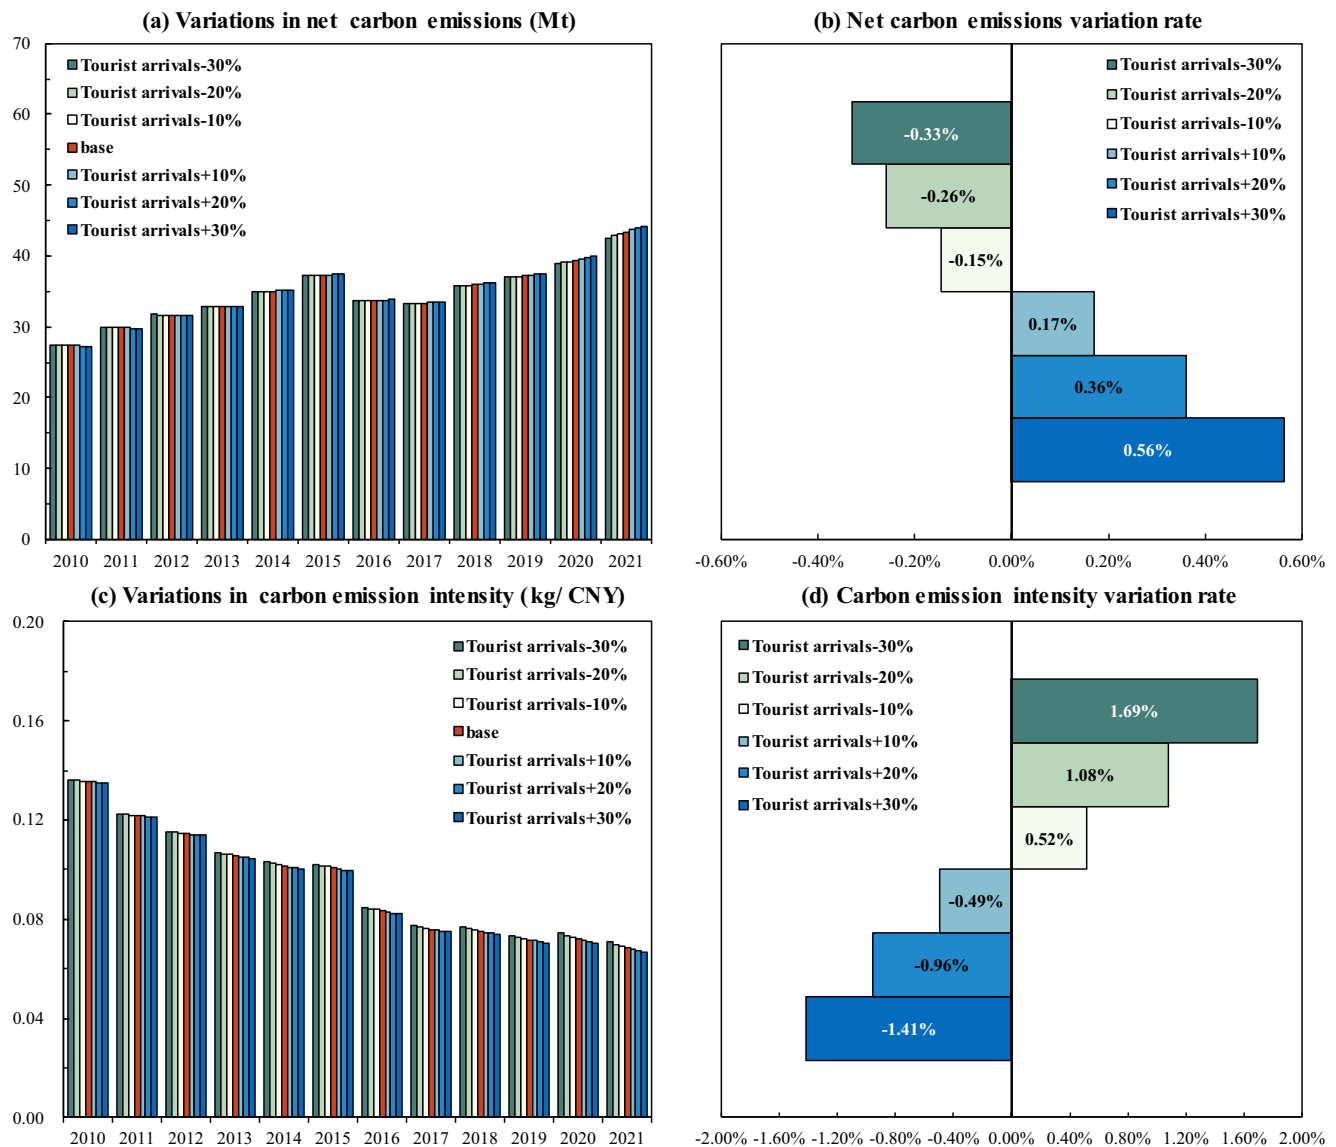 (a) Variations in net carbon emissions (Mt)
70
60
50
40
30
20
10
0
Tourist arrivals-30%
Tourist arrivals-20%
Tourist arrivals-10%
base
Tourist arrivals+10%
Tourist arrivals+20%
Tourist arrivals+30%
2010 2011 2012 2013 2014 2015 2016 2017 2018 2019 2020 2021
(b) Net carbon emissions variation rate
Tourist arrivals-30%
Tourist arrivals-20%
Tourist arrivals-10%
Tourist arrivals+10%
Tourist arrivals+20%
Tourist arrivals+30%
-0.33%
-0.26%
-0.15%
0.17%
0.36%
0.56%
-0.60% -0.40% -0.20% 0.00% 0.20% 0.40% 0.60%
(c) Variations in carbon emission intensity (kg/ CNY)
0.20
0.16
0.12
0.08
0.04
0.00
Tourist arrivals-30%
Tourist arrivals-20%
Tourist arrivals-10%
base
Tourist arrivals+10%
Tourist arrivals+20%
Tourist arrivals+30%
2010 2011 2012 2013 2014 2015 2016 2017 2018 2019 2020 2021
(d) Carbon emission intensity variation rate
Tourist arrivals-30%
Tourist arrivals-20%
Tourist arrivals-10%
Tourist arrivals+10%
Tourist arrivals+20%
Tourist arrivals+30%
1.69%
1.08%
0.52%
-0.49%
-0.96%
-1.41%
-2.00% -1.60% -1.20% -0.80% -0.40% 0.00% 0.40% 0.80% 1.20% 1.60% 2.00%